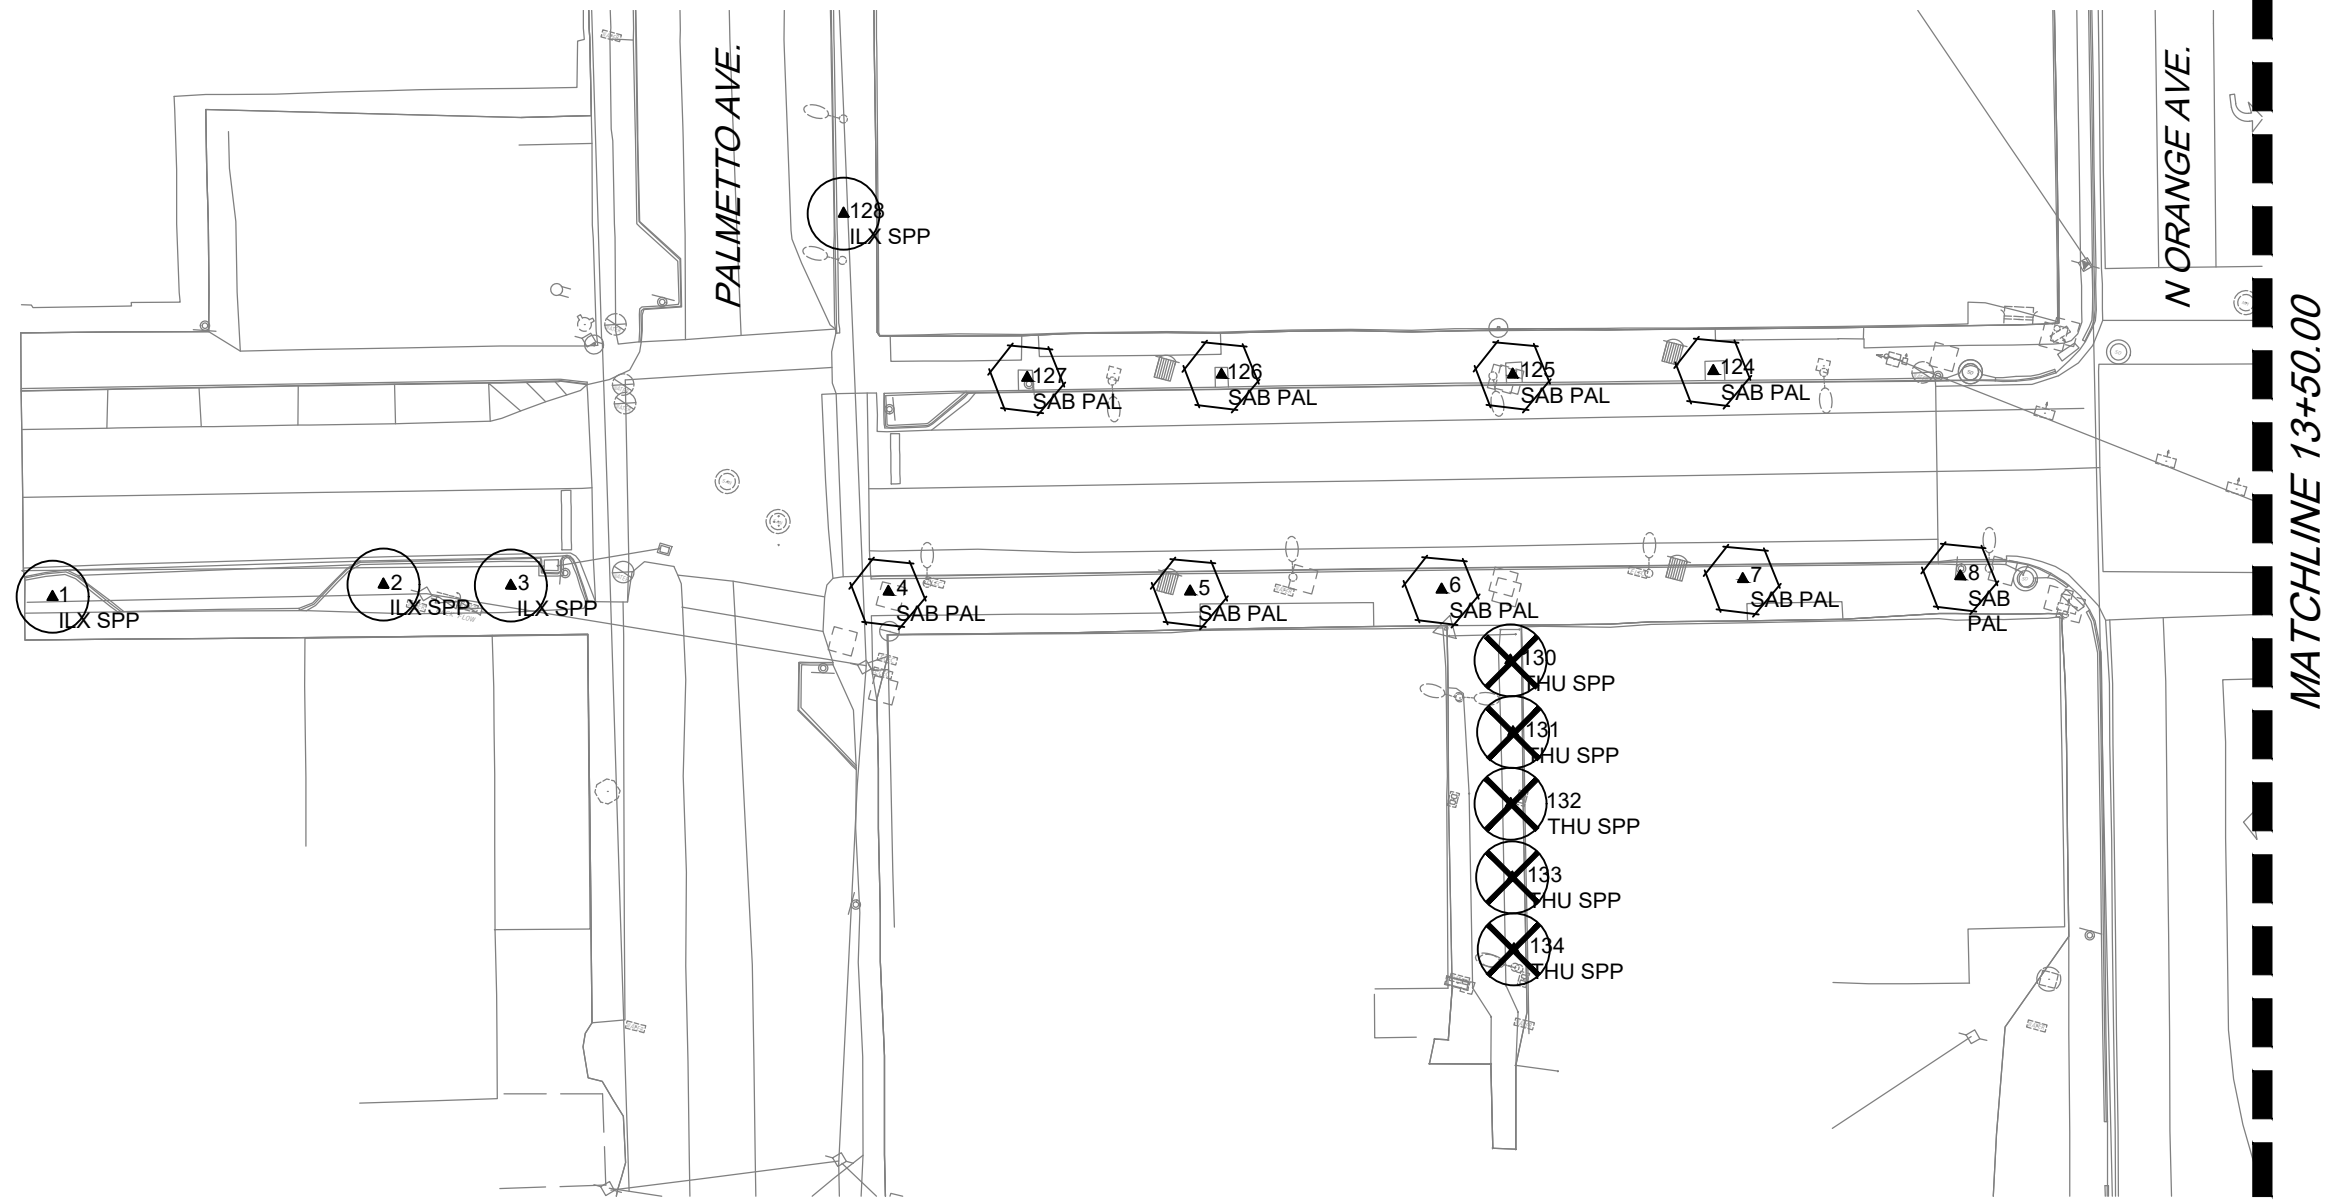 PALMETTO AVE.
N ORANGE AVE.
128
ILX SPP
127
SAB PAL
126
SAB PAL
125
SAB PAL
124
SAB PAL
MATCHLINE 13+50.00
1
ILX SPP
2
ILX SPP
3
ILX SPP
4
SAB PAL
5
SAB PAL
6
SAB PAL
7
SAB PAL
8
SAB
PAL
130
THU SPP
131
THU SPP
132
THU SPP
133
THU SPP
134
THU SPP